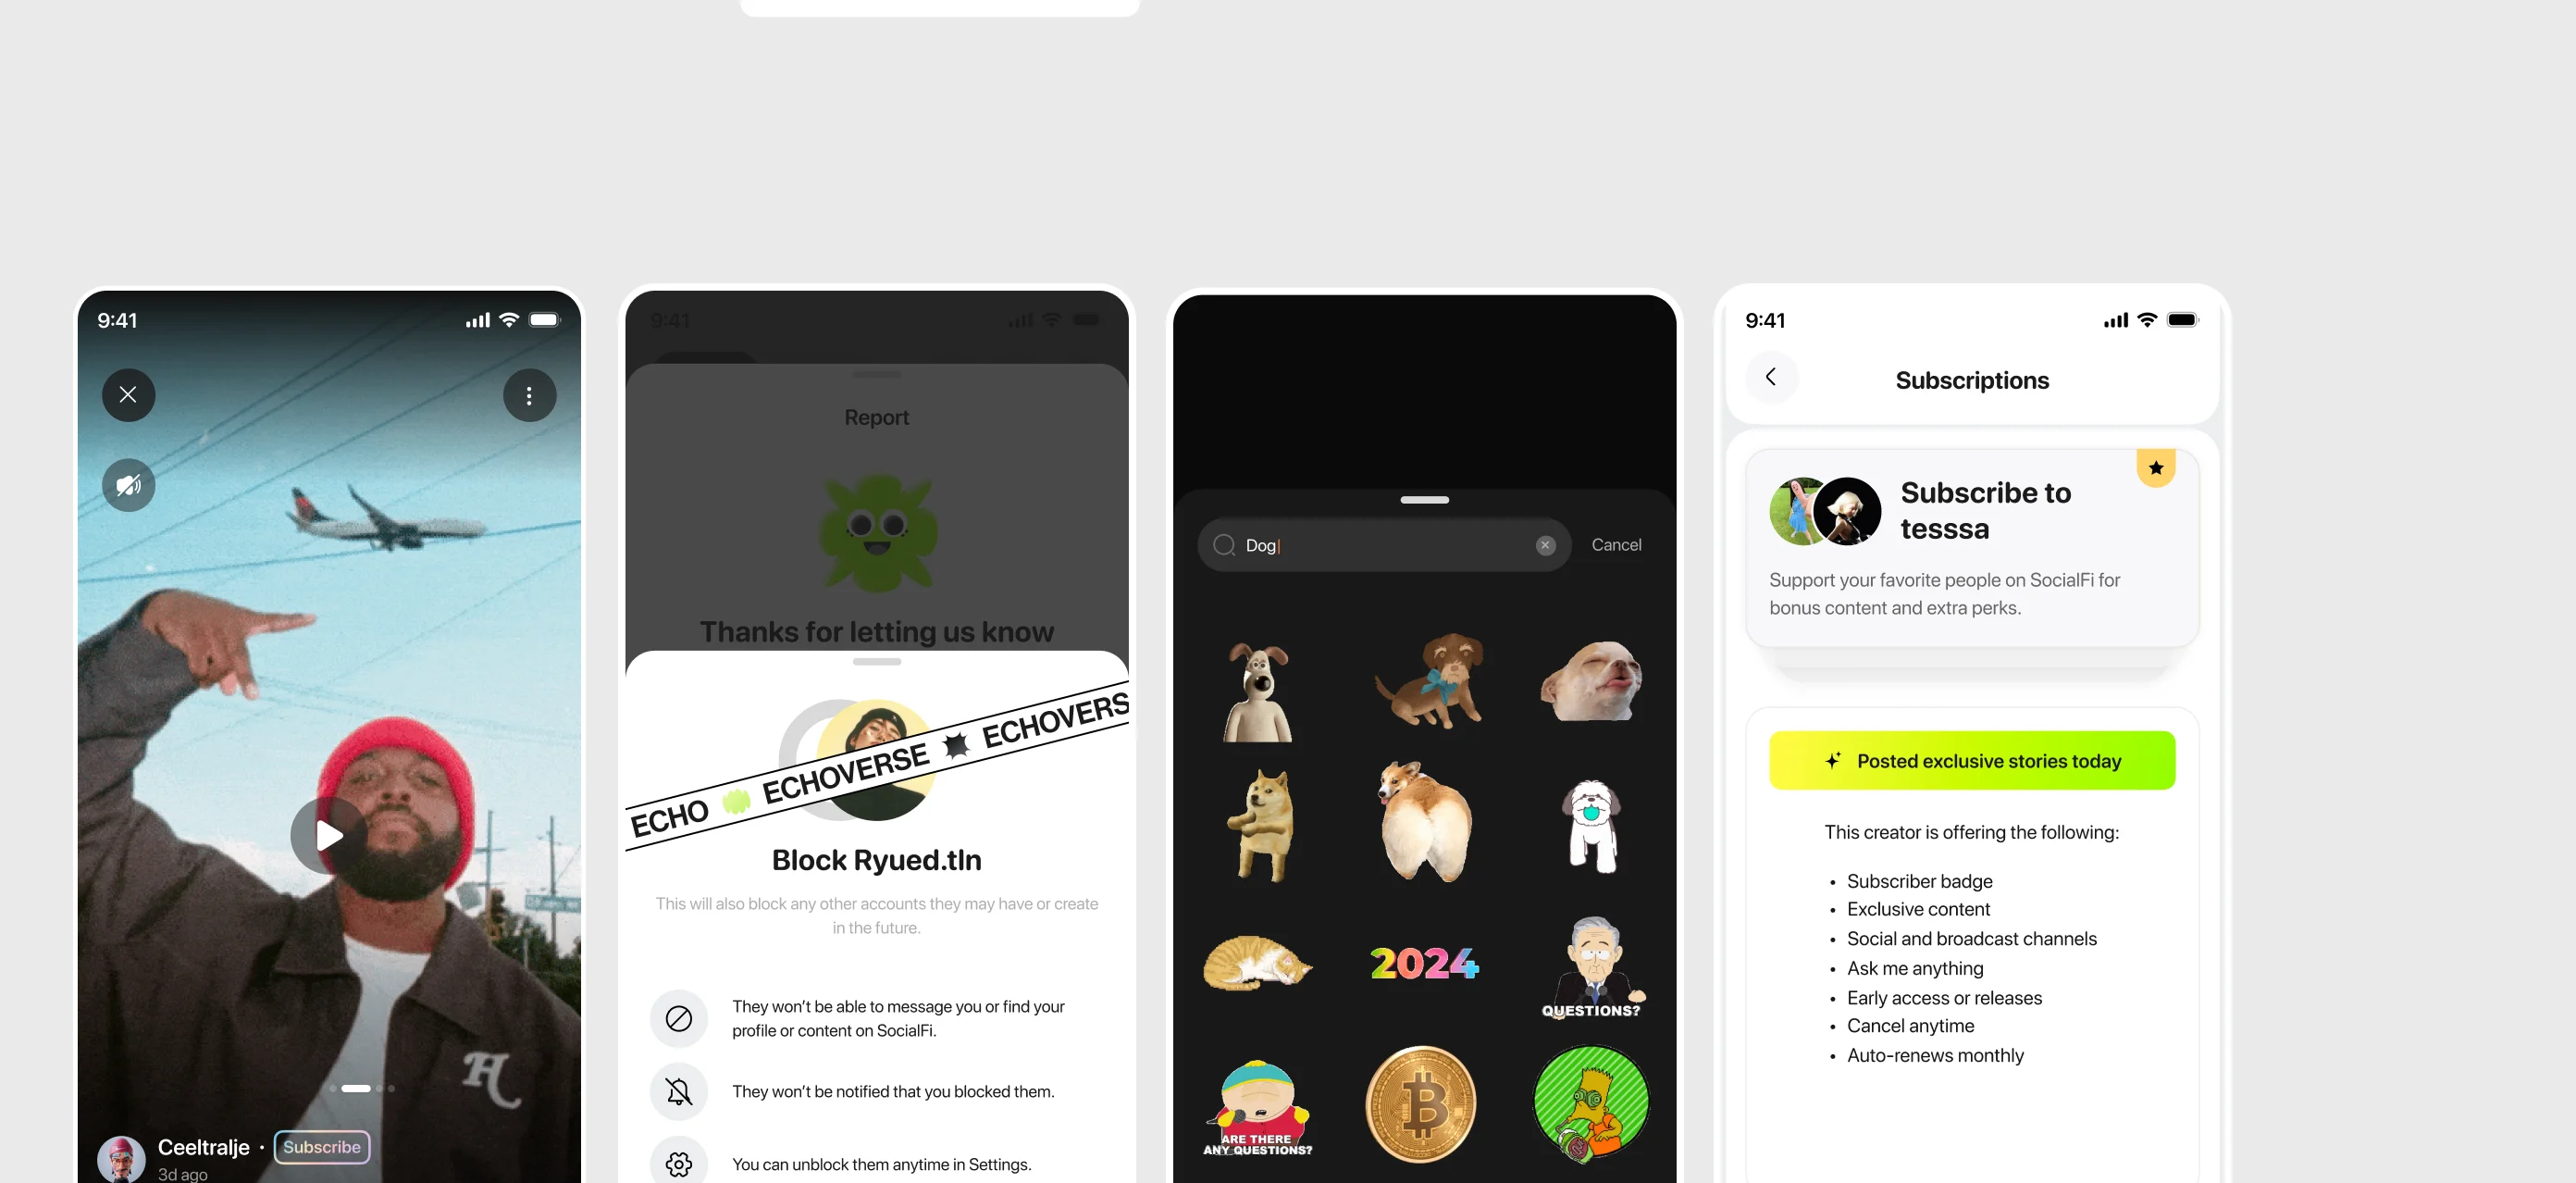 9:41
Ceeltralje · Subscribe
3d ago
9:41
Report
Thanks for letting us know
ECHO ECHOVERSE ECHOVERS
Block Ryued.tln
This will also block any other accounts they may have or create
in the future.
They won't be able to message you or find your
profile or content on SocialFi.
They won't be notified that you blocked them.
You can unblock them anytime in Settings.
Dog
Cancel
2024
QUESTIONS?
ARE THERE
ANY QUESTIONS?
9:41
Subscriptions
Subscribe to
tesssa
Support your favorite people on SocialFi for
bonus content and extra perks.
Posted exclusive stories today
This creator is offering the following:
• Subscriber badge
• Exclusive content
• Social and broadcast channels
• Ask me anything
• Early access or releases
• Cancel anytime
• Auto-renews monthly